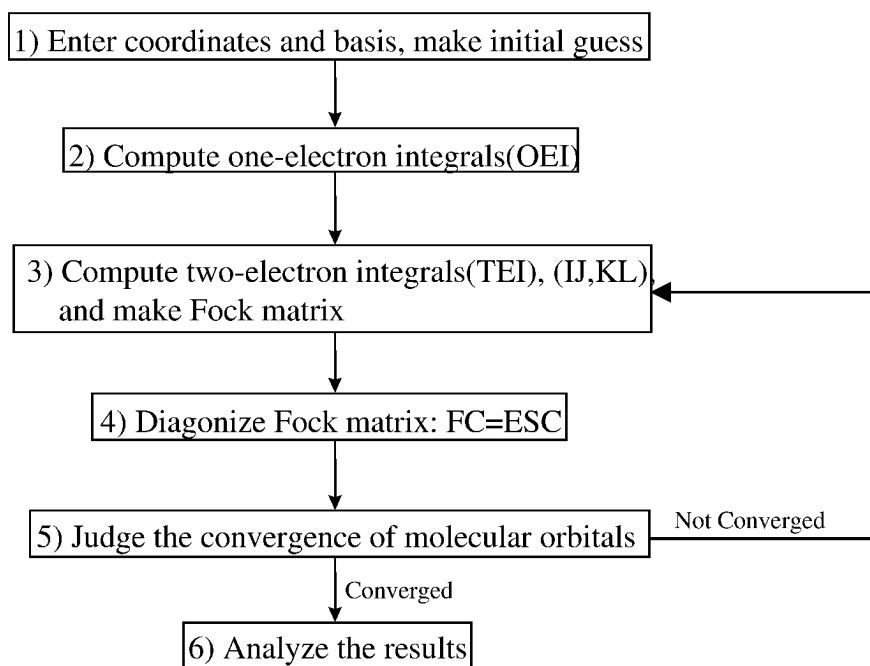 1) Enter coordinates and basis, make initial guess
2) Compute one-electron integrals(OEI)
3) Compute two-electron integrals(TEI), (IJ,KL),
and make Fock matrix
4) Diagonize Fock matrix: FC=ESC
5) Judge the convergence of molecular orbitals
Not Converged
Converged
6) Analyze the results